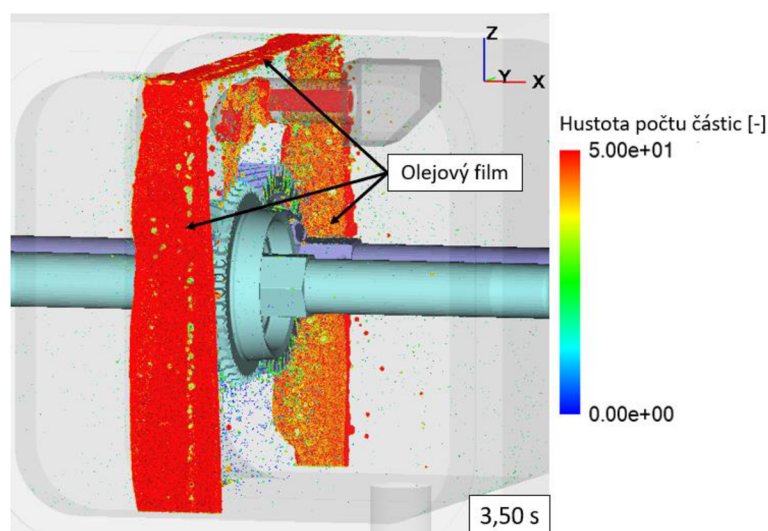 Z
Y
X
Hustota počtu částic [-]
5.00e+01
Olejový film
0.00e+00
3,50 s